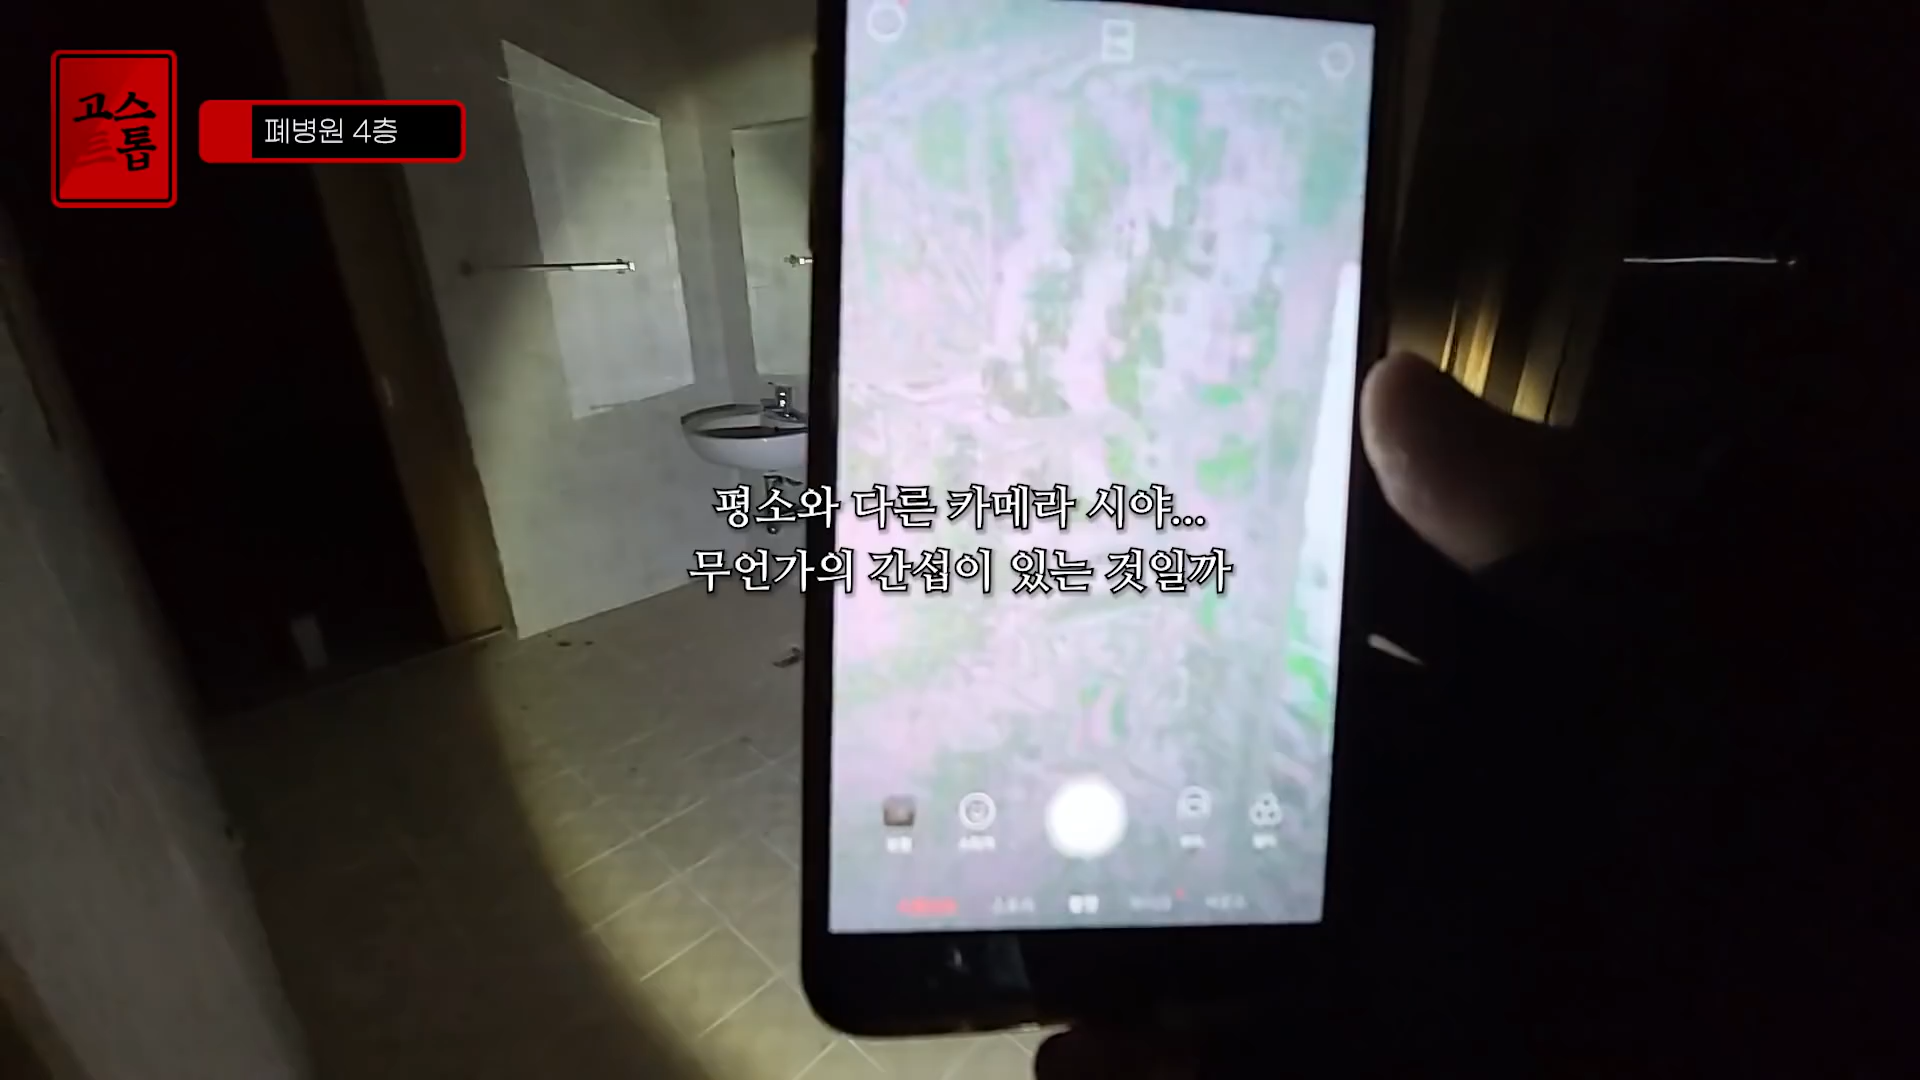 고스
톱
폐병원 4층
평소와 다른 카메라 시야...
무언가의 간섭이 있는 것일까